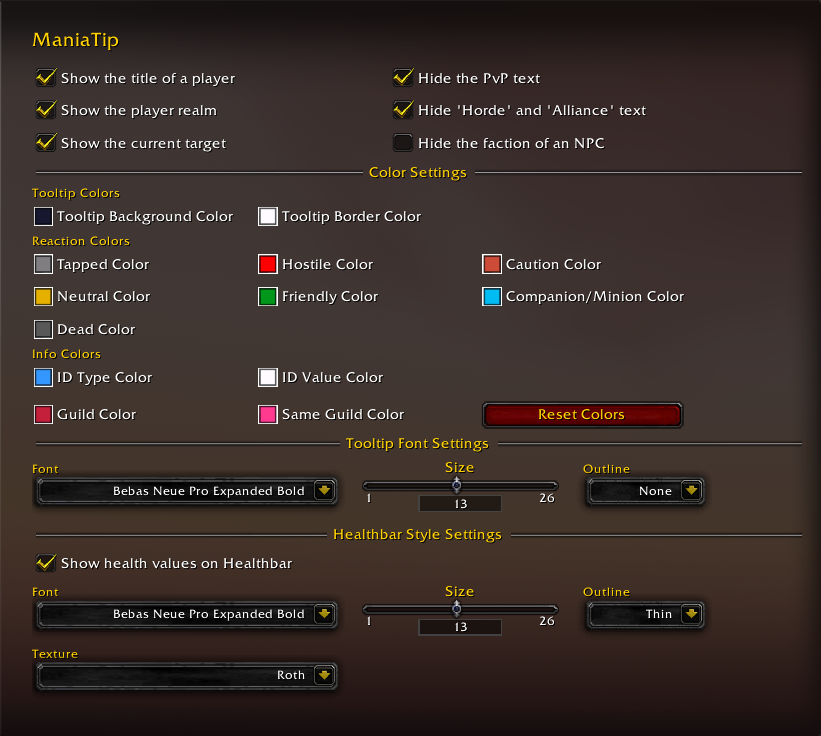 ManiaTip
Show the title of a player
Hide the PvP text
Show the player realm
Hide 'Horde' and 'Alliance' text
Show the current target
Hide the faction of an NPC
Color Settings
Tooltip Colors
Tooltip Background Color
Tooltip Border Color
Reaction Colors
Tapped Color
Hostile Color
Caution Color
Neutral Color
Friendly Color
Companion/Minion Color
Dead Color
Info Colors
ID Type Color
ID Value Color
Guild Color
Same Guild Color
Reset Colors
Tooltip Font Settings
Font
Size
Outline
Bebas Neue Pro Expanded Bold
1
13
26
None
Healthbar Style Settings
Show health values on Healthbar
Font
Size
Outline
Bebas Neue Pro Expanded Bold
1
13
26
Thin
Texture
Roth